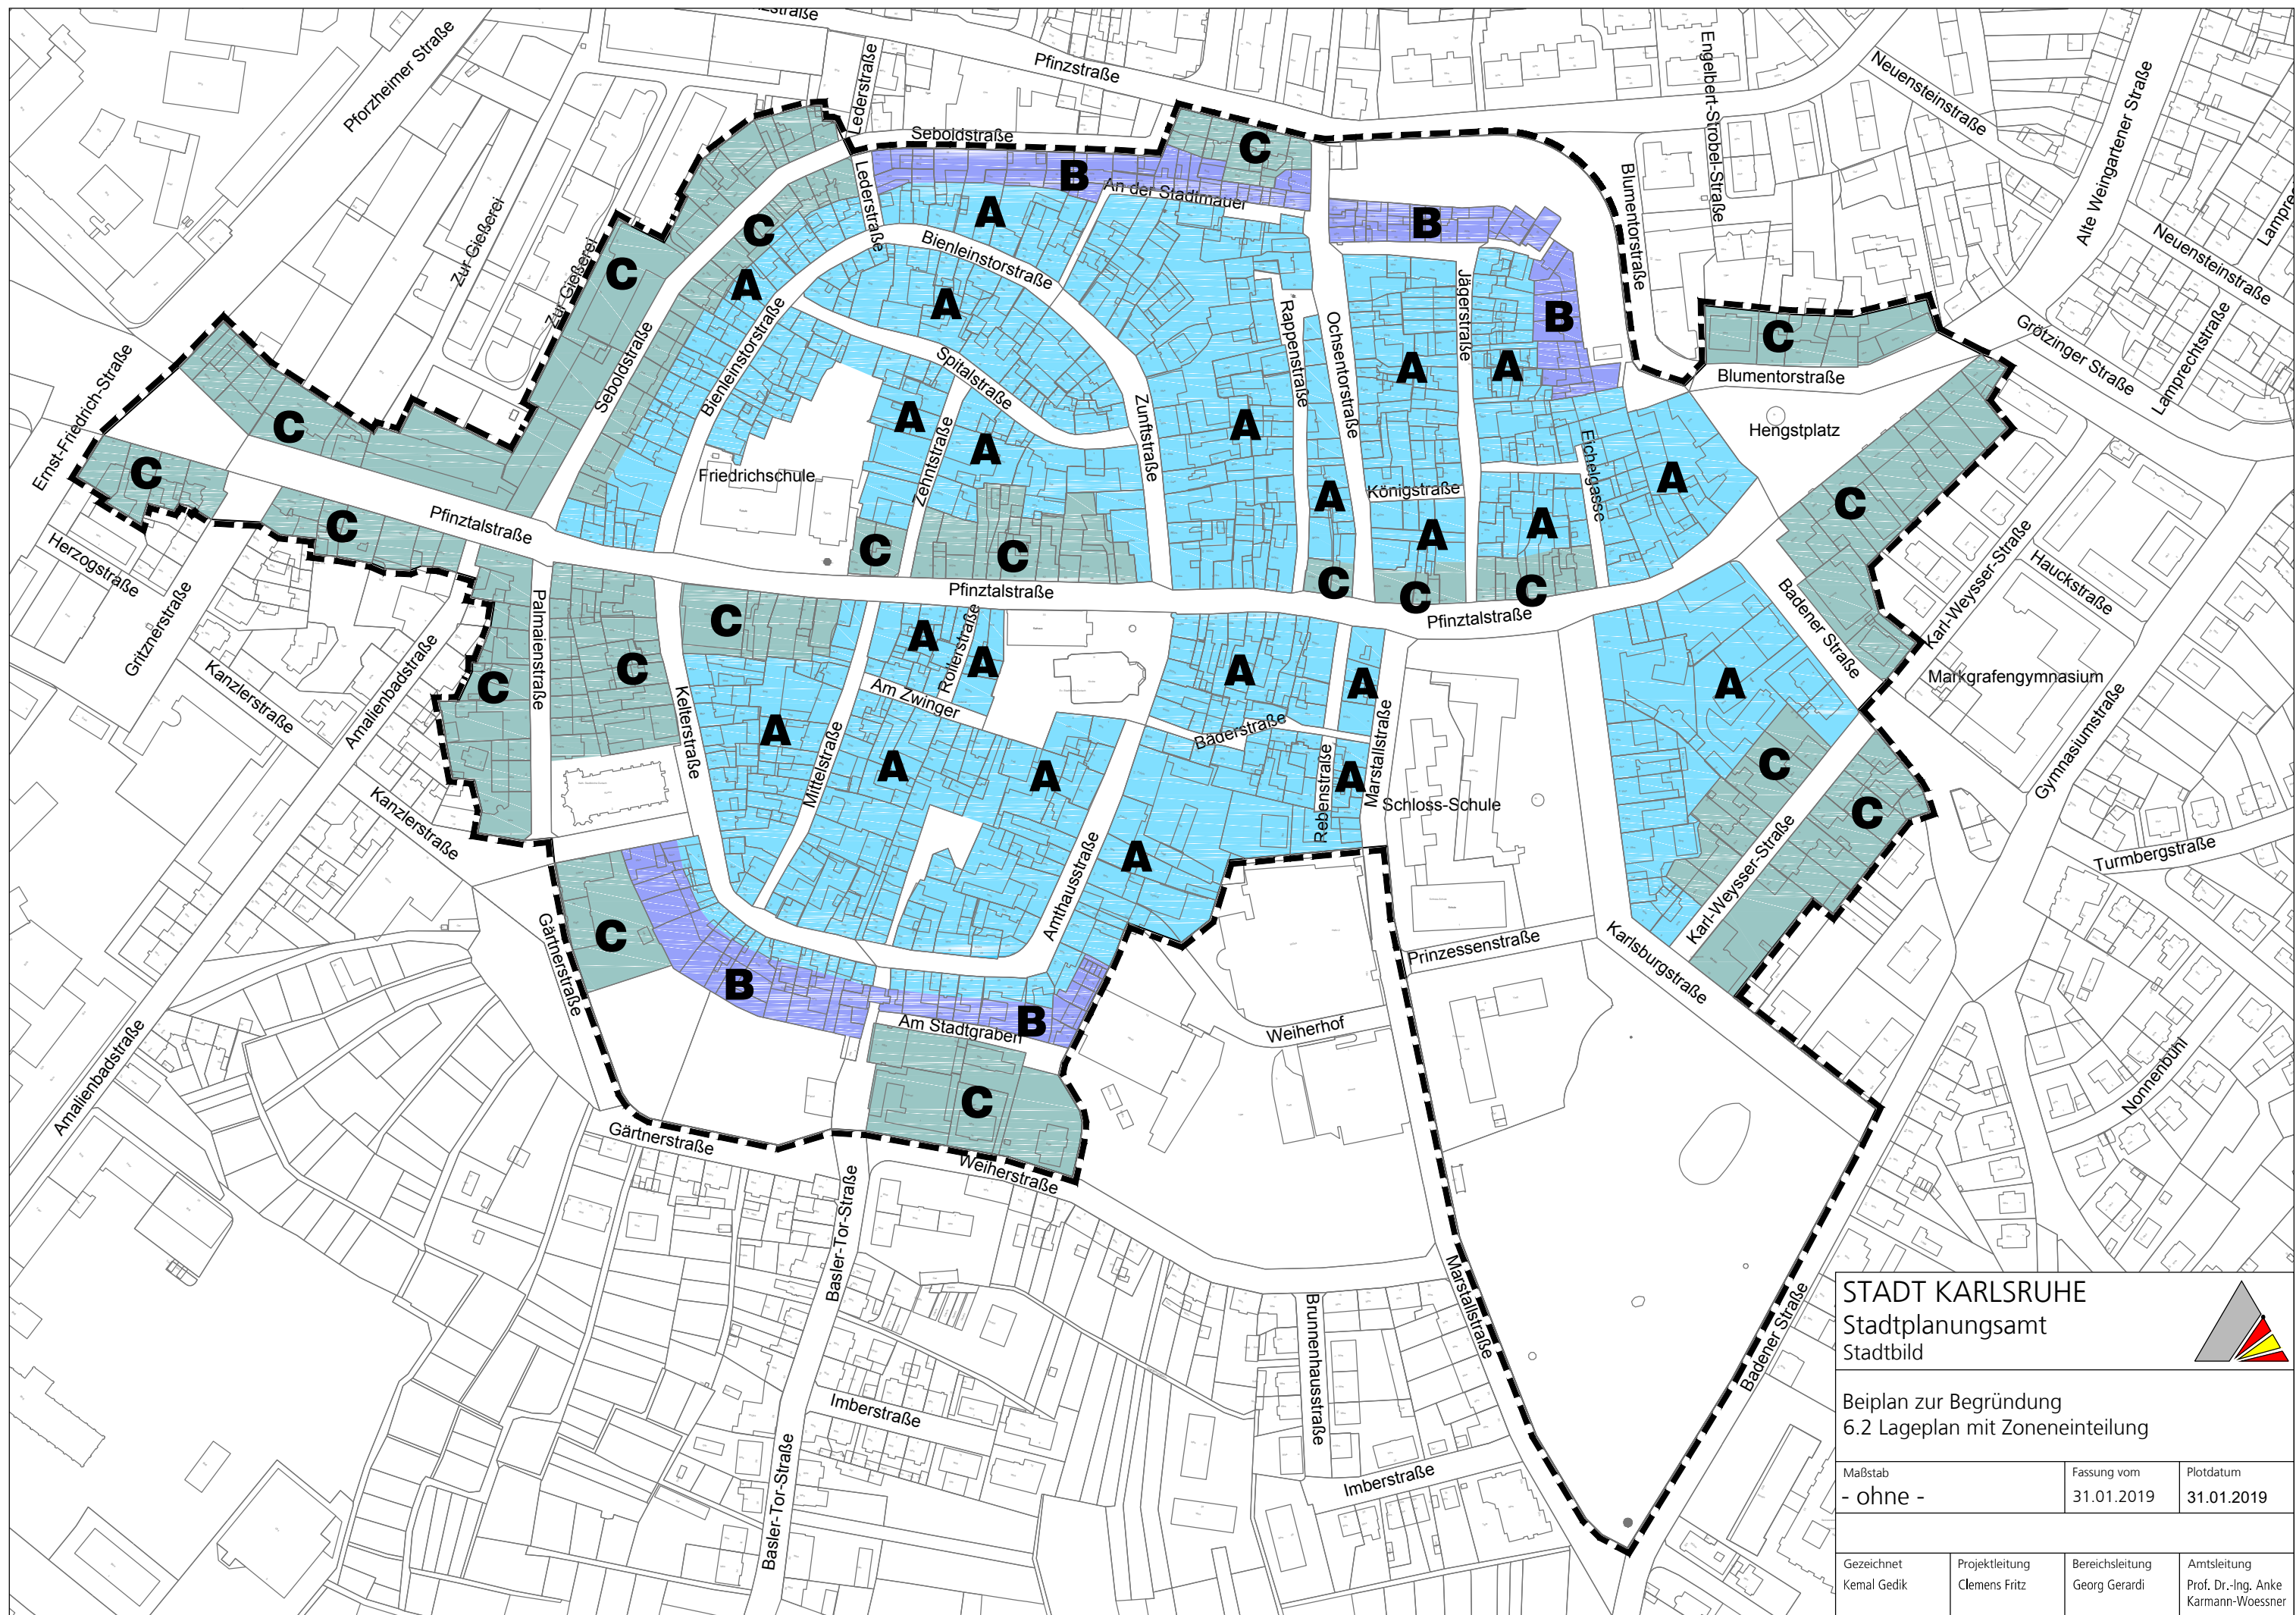 zstraße
Pfinzstraße
Pforzheimer Straße
Lederstraße
Engelbert-Strobel-Straße
Neuensteinstraße
Alte Weingartener Straße
Seboldstraße
C
B
Lederstraße
An der Stadtmauer
Blumentorstraße
Lampre
Zur Gießerei
Zur Gießerei
C
A
B
Neuensteinstraße
C
A
Bienleinstorstraße
A
Jägerstraße
B
C
Grötzinger Straße
Lamprechtstraße
Ernst-Friedrich-Straße
Seboldstraße
Bienleinstorstraße
Spitalstraße
Rappenstraße
Ochsentorstraße
A
A
Blumentorstraße
C
A
Zehntstraße
A
Zunftstraße
A
Hengstplatz
C
Friedrichschule
Eichelgasse
A
C
Pfinztalstraße
Königstraße
A
A
A
C
Herzogstraße
C
C
Karl-Weysser-Straße
Hauckstraße
Gritznerstraße
Palmaienstraße
Pfinztalstraße
C
C
C
Pfinztalstraße
Badener Straße
C
A
Rollerstraße
A
Kanzlerstraße
Amalienbadstraße
C
C
Kelterstraße
Am Zwinger
A
A
Marstallstraße
A
Markgrafengymnasium
A
Mittelstraße
Bäderstraße
Gymnasiumstraße
A
A
Rebenstraße
A
C
Kanzlerstraße
Schloss-Schule
C
A
Amthausstraße
Karl-Weysser-Straße
Turmbergstraße
C
Gärtnerstraße
Prinzessenstraße
Karlsburgstraße
B
B
Am Stadtgraben
Weiherhof
Amalienbadstraße
C
Nonnenbühl
Gärtnerstraße
Weiherstraße
Basler-Tor-Straße
Marstallstraße
Brunnenhausstraße
Badener Straße
Imberstraße
Imberstraße
Basler-Tor-Straße
STADT KARLSRUHE
Stadtplanungsamt
Stadtbild
Beiplan zur Begründung
6.2 Lageplan mit Zoneneinteilung
Maßstab
- ohne -
Fassung vom
31.01.2019
Plotdatum
31.01.2019
Gezeichnet
Kemal Gedik
Projektleitung
Clemens Fritz
Bereichsleitung
Georg Gerardi
Amtsleitung
Prof. Dr.-Ing. Anke
Karmann-Woessner